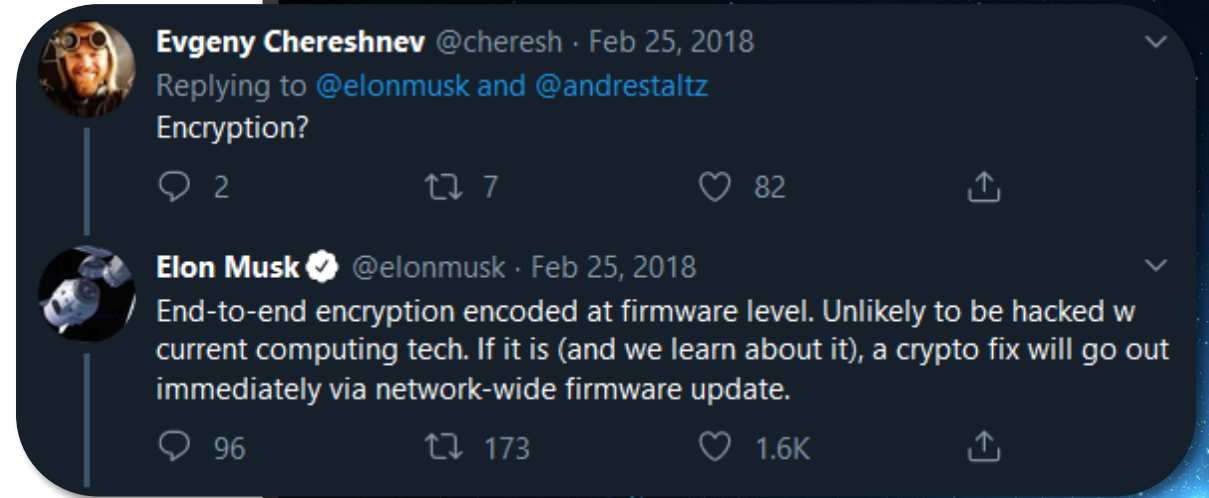 Evgeny Chereshnev @cheresh · Feb 25, 2018
Replying to @elonmusk and @andrestaltz
Encryption?
2 7 82
Elon Musk @elonmusk · Feb 25, 2018
End-to-end encryption encoded at firmware level. Unlikely to be hacked w
current computing tech. If it is (and we learn about it), a crypto fix will go out
immediately via network-wide firmware update.
96 173 1.6K